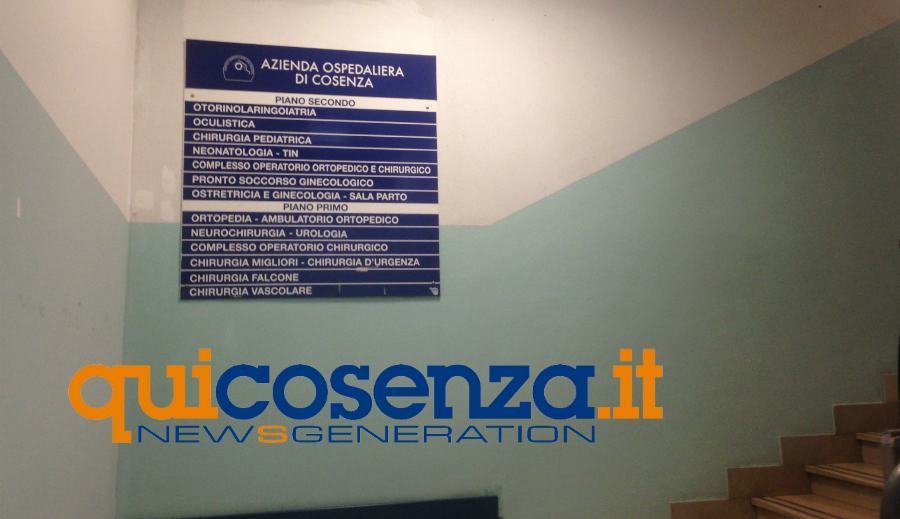 AZIENDA OSPEDALIERA
DI COSENZA
PIANO SECONDO
OTORINOLARINGOIATRIA
OCULISTICA
CHIRURGIA PEDIATRICA
NEONATOLOGIA - TIN
COMPLESSO OPERATORIO ORTOPEDICO E CHIRURGICO
PRONTO SOCCORSO GINECOLOGICO
OSTRETRICIA E GINECOLOGIA - SALA PARTO
PIANO PRIMO
ORTOPEDIA - AMBULATORIO ORTOPEDICO
NEUROCHIRURGIA - UROLOGIA
COMPLESSO OPERATORIO CHIRURGICO
CHIRURGIA MIGLIORI - CHIRURGIA D'URGENZA
CHIRURGIA FALCONE
CHIRURGIA VASCOLARE
quicosenza.it
NEWSGENERATION